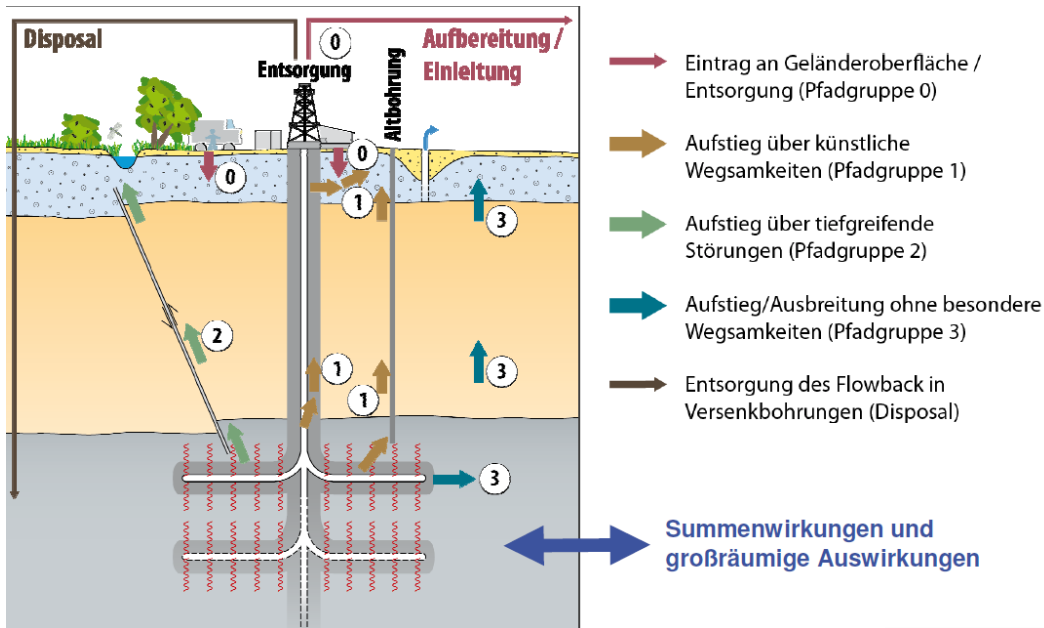 Disposal
0
Entsorgung
Aufbereitung /
Einleitung
Altbohrung
0
0
1
3
2
1
1
3
3
Eintrag an Geländeroberfläche /
Entsorgung (Pfadgruppe 0)
Aufstieg über künstliche
Wegsamkeiten (Pfadgruppe 1)
Aufstieg über tiefgreifende
Störungen (Pfadgruppe 2)
Aufstieg/Ausbreitung ohne besondere
Wegsamkeiten (Pfadgruppe 3)
Entsorgung des Flowback in
Versenkbohrungen (Disposal)
Summenwirkungen und
großräumige Auswirkungen